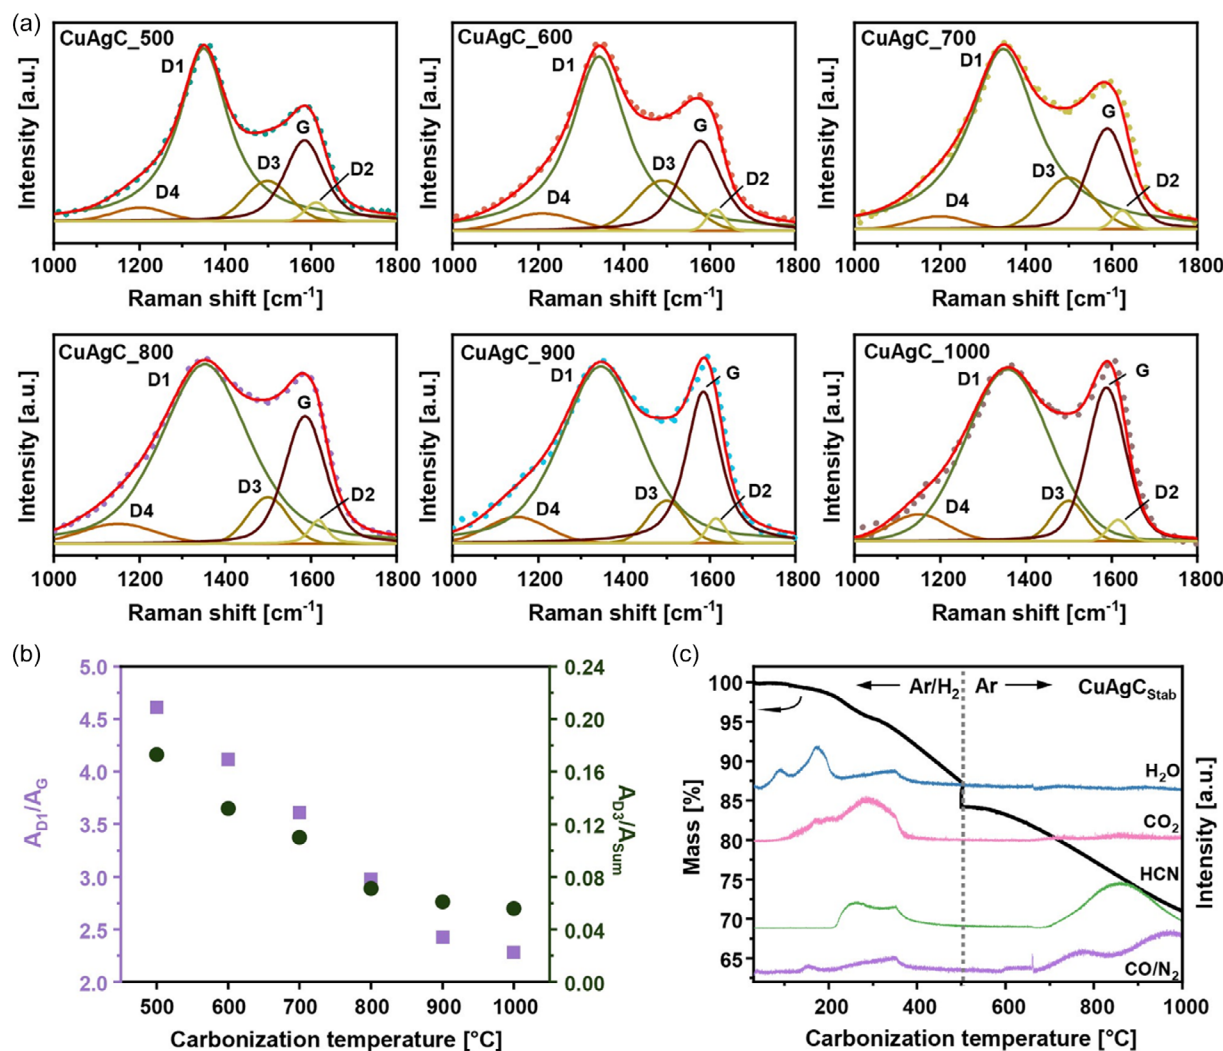 (a)
CuAgC_500
D1
G
D3
D2
D4
Intensity [a.u.]
1000 1200 1400 1600 1800
Raman shift [cm⁻¹]
CuAgC_600
D1
G
D3
D2
D4
Intensity [a.u.]
1000 1200 1400 1600 1800
Raman shift [cm⁻¹]
CuAgC_700
D1
G
D3
D2
D4
Intensity [a.u.]
1000 1200 1400 1600 1800
Raman shift [cm⁻¹]
CuAgC_800
D1
G
D3
D2
D4
Intensity [a.u.]
1000 1200 1400 1600 1800
Raman shift [cm⁻¹]
CuAgC_900
D1
G
D3
D2
D4
Intensity [a.u.]
1000 1200 1400 1600 1800
Raman shift [cm⁻¹]
CuAgC_1000
D1
G
D3
D2
D4
Intensity [a.u.]
1000 1200 1400 1600 1800
Raman shift [cm⁻¹]
(b)
5.0
4.5
4.0
3.5
3.0
2.5
2.0
A_D1/A_G
0.24
0.20
0.16
0.12
0.08
0.04
0.00
A_D3/A_Sum
500 600 700 800 900 1000
Carbonization temperature [°C]
(c)
100
95
90
85
80
75
70
65
Mass [%]
Ar/H₂ Ar
CuAgC_Stab
H₂O
CO₂
HCN
CO/N₂
Intensity [a.u.]
200 400 600 800 1000
Carbonization temperature [°C]